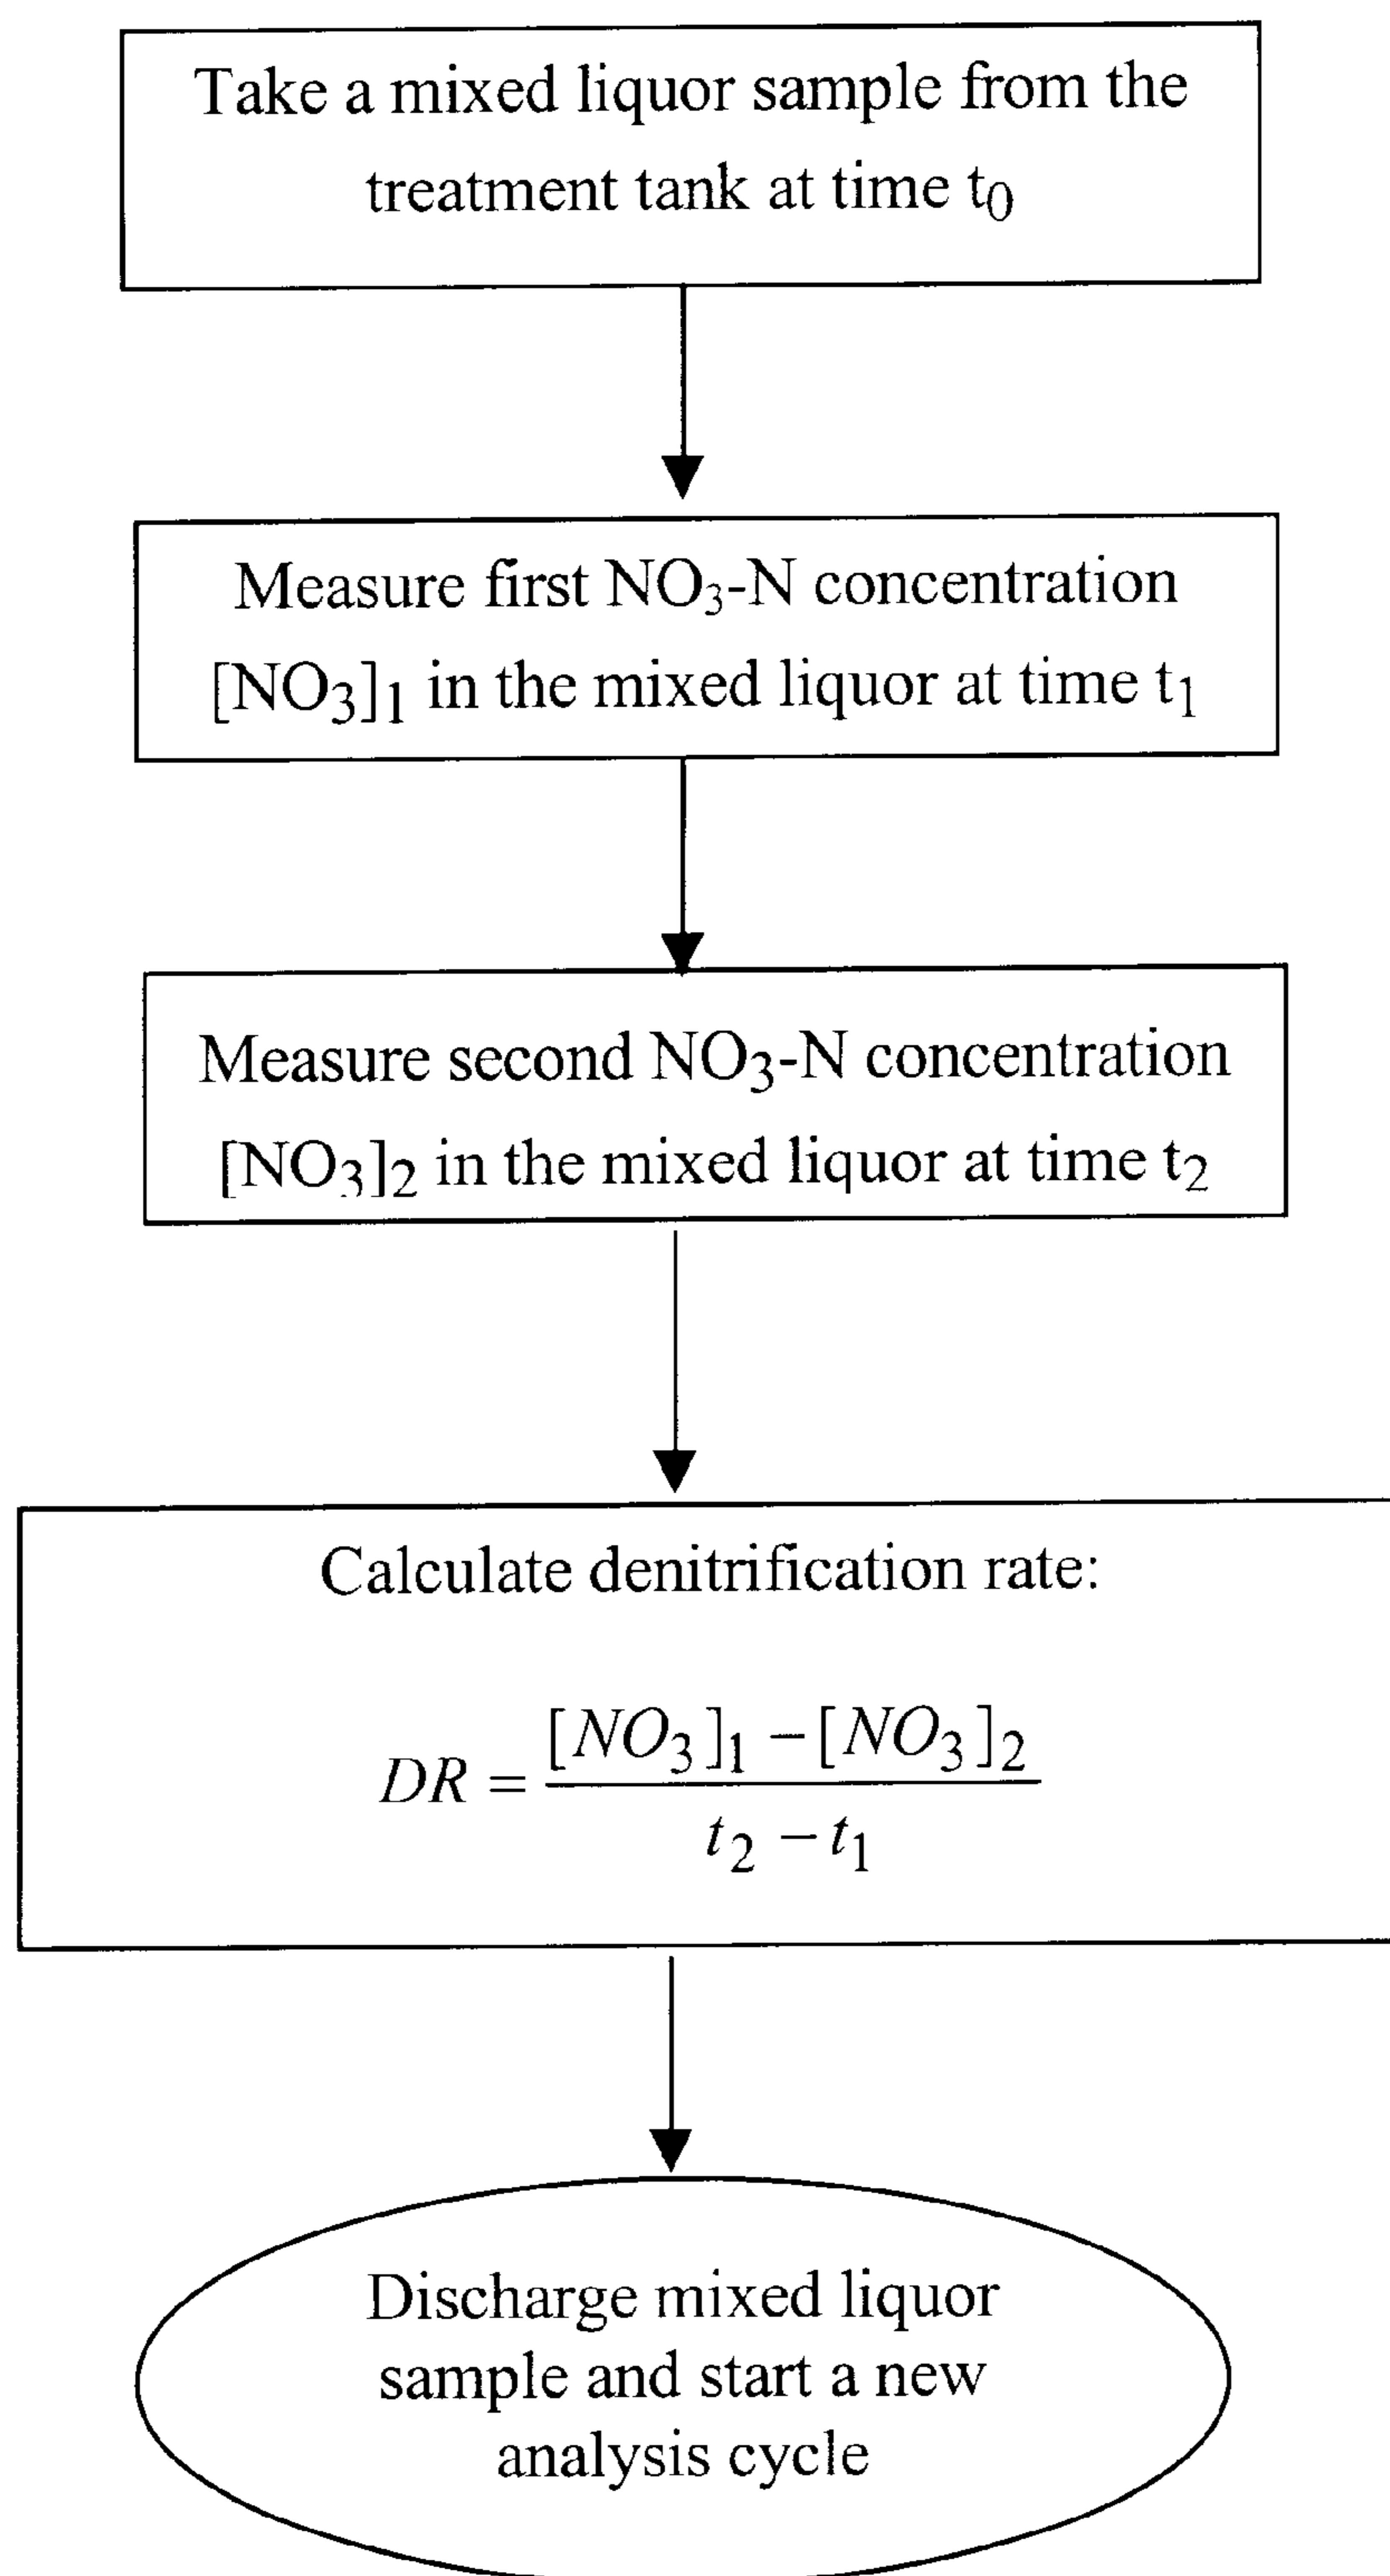 Take a mixed liquor sample from the
treatment tank at time t₀
Measure first NO₃-N concentration
[NO₃]₁ in the mixed liquor at time t₁
Measure second NO₃-N concentration
[NO₃]₂ in the mixed liquor at time t₂
Calculate denitrification rate:
DR = ([NO₃]₁ − [NO₃]₂) / (t₂ − t₁)
Discharge mixed liquor
sample and start a new
analysis cycle